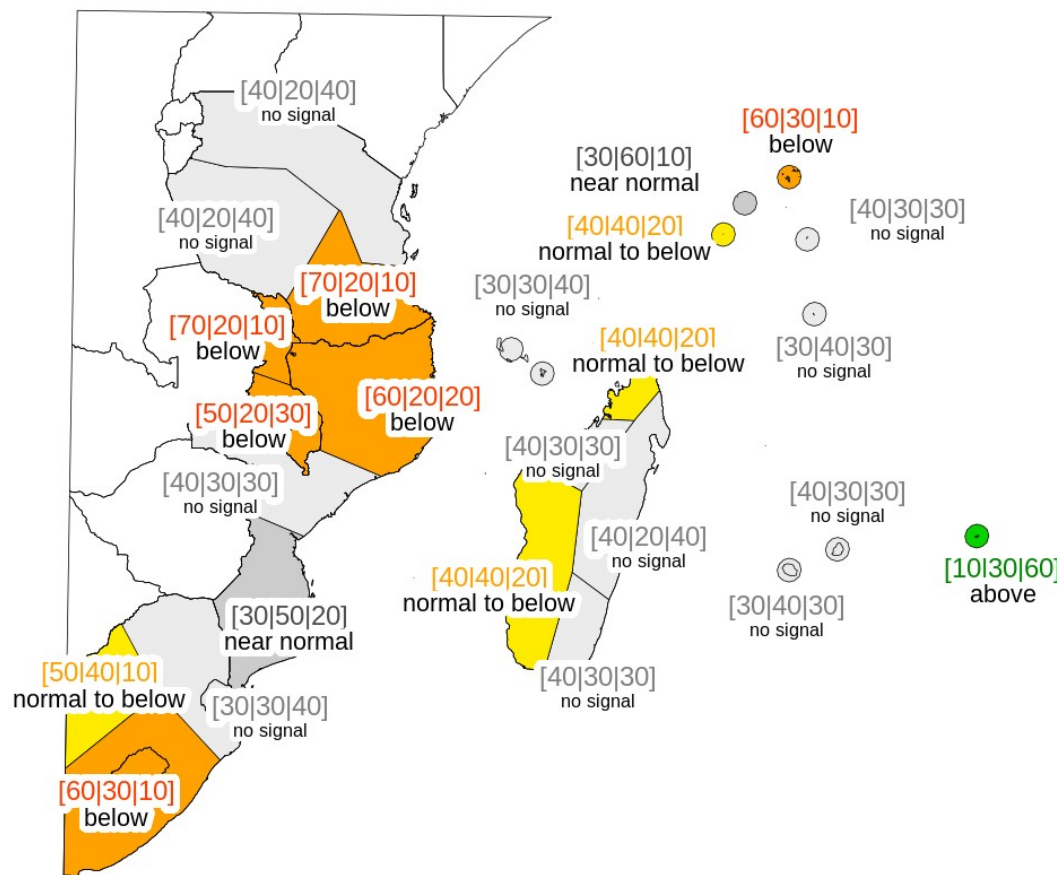 [40|20|40]
no signal
[60|30|10]
below
[30|60|10]
near normal
[40|20|40]
no signal
[40|30|30]
no signal
[40|40|20]
normal to below
[70|20|10]
below
[30|30|40]
no signal
[70|20|10]
below
[40|40|20]
normal to below
[30|40|30]
no signal
[60|20|20]
below
[50|20|30]
below
[40|30|30]
no signal
[40|30|30]
no signal
[40|30|30]
no signal
[40|20|40]
no signal
[40|40|20]
normal to below
[10|30|60]
above
[30|50|20]
near normal
[30|40|30]
no signal
[50|40|10]
normal to below
[40|30|30]
no signal
[30|30|40]
no signal
[60|30|10]
below